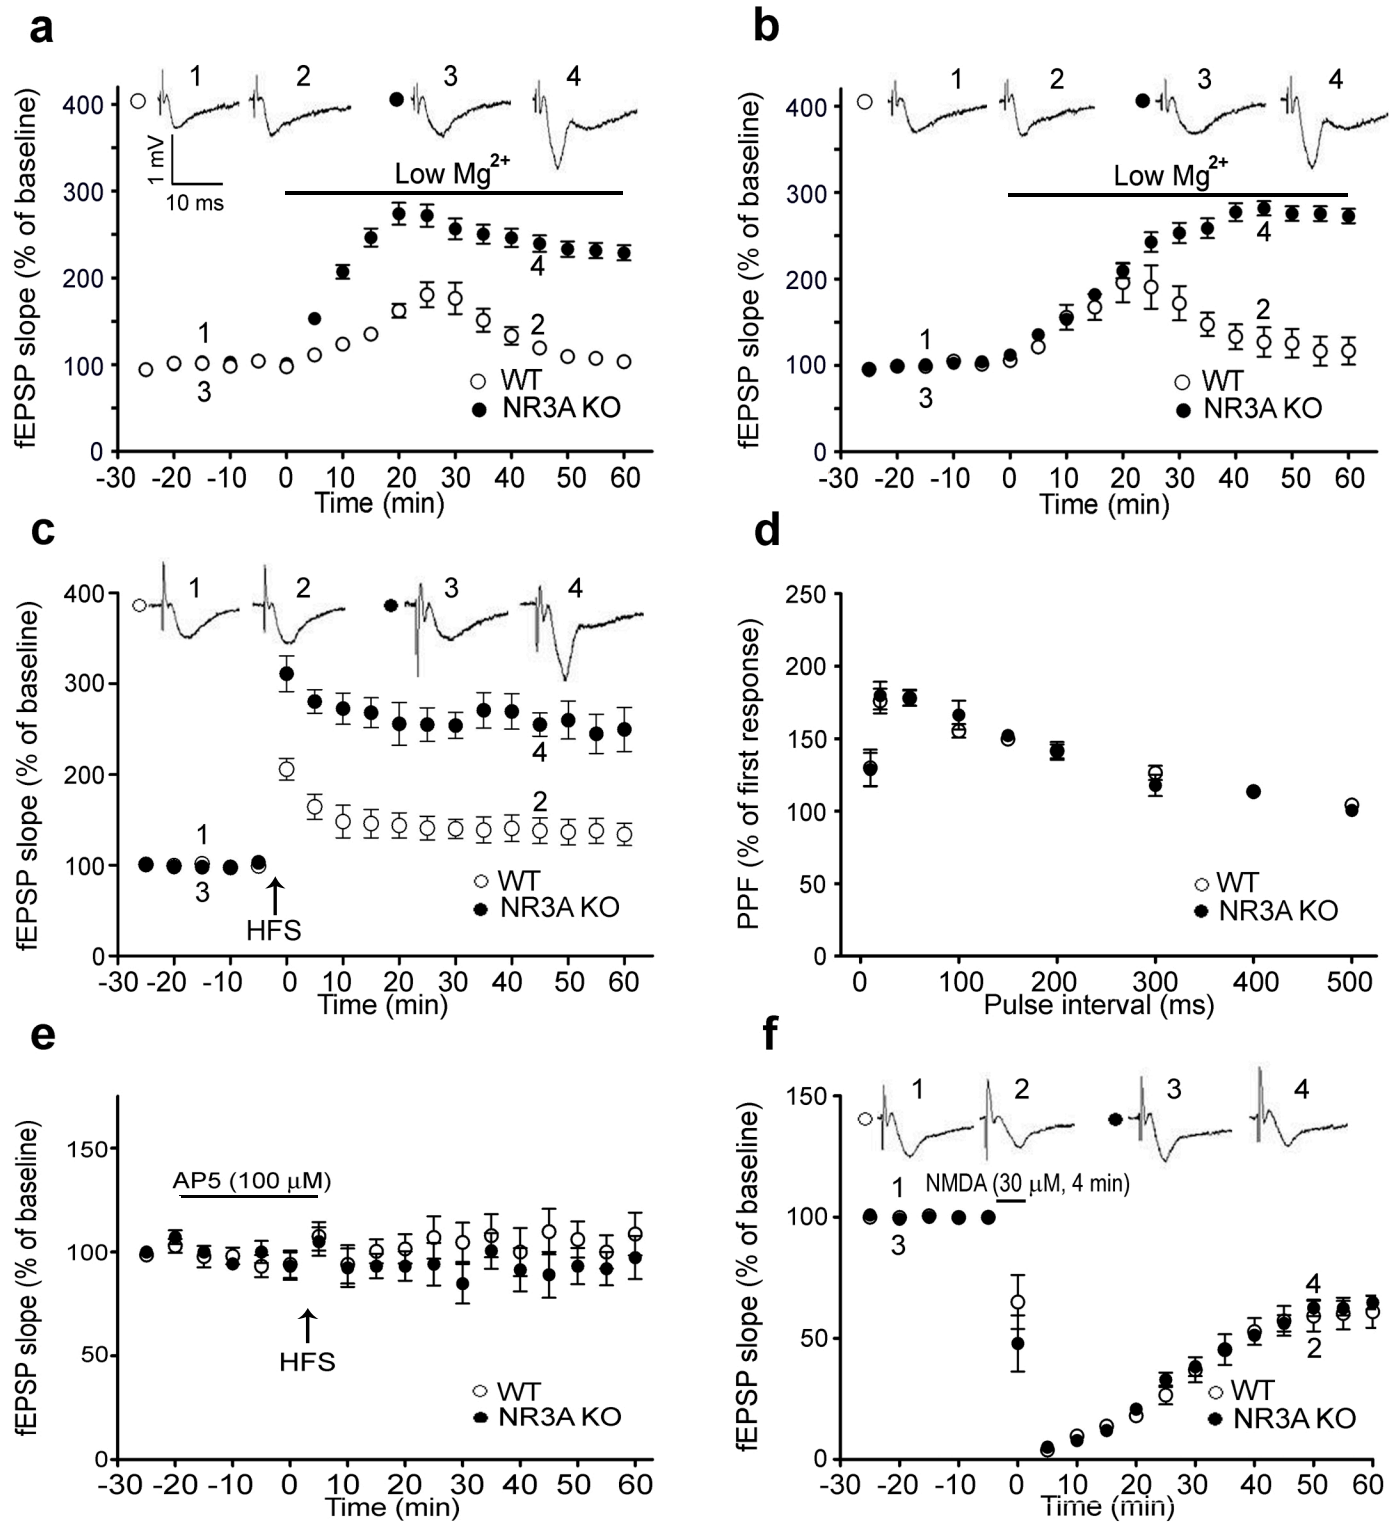 a
1 2 3 4
400
1 mV
10 ms
Low Mg2+
300
200
100
0
4
2
1
3
WT
NR3A KO
-30 -20 -10 0 10 20 30 40 50 60
Time (min)
fEPSP slope (% of baseline)
b
1 2 3 4
400
Low Mg2+
300
200
100
0
4
2
1
3
WT
NR3A KO
-30 -20 -10 0 10 20 30 40 50 60
Time (min)
fEPSP slope (% of baseline)
c
1 2 3 4
400
300
200
100
0
4
2
1
3
HFS
WT
NR3A KO
-30 -20 -10 0 10 20 30 40 50 60
Time (min)
fEPSP slope (% of baseline)
d
250
200
150
100
50
0
WT
NR3A KO
0 100 200 300 400 500
Pulse interval (ms)
PPF (% of first response)
e
150
AP5 (100 μM)
100
50
0
HFS
WT
NR3A KO
-30 -20 -10 0 10 20 30 40 50 60
Time (min)
fEPSP slope (% of baseline)
f
1 2 3 4
150
NMDA (30 μM, 4 min)
100
50
0
1
3
4
2
WT
NR3A KO
-30 -20 -10 0 10 20 30 40 50 60
Time (min)
fEPSP slope (% of baseline)